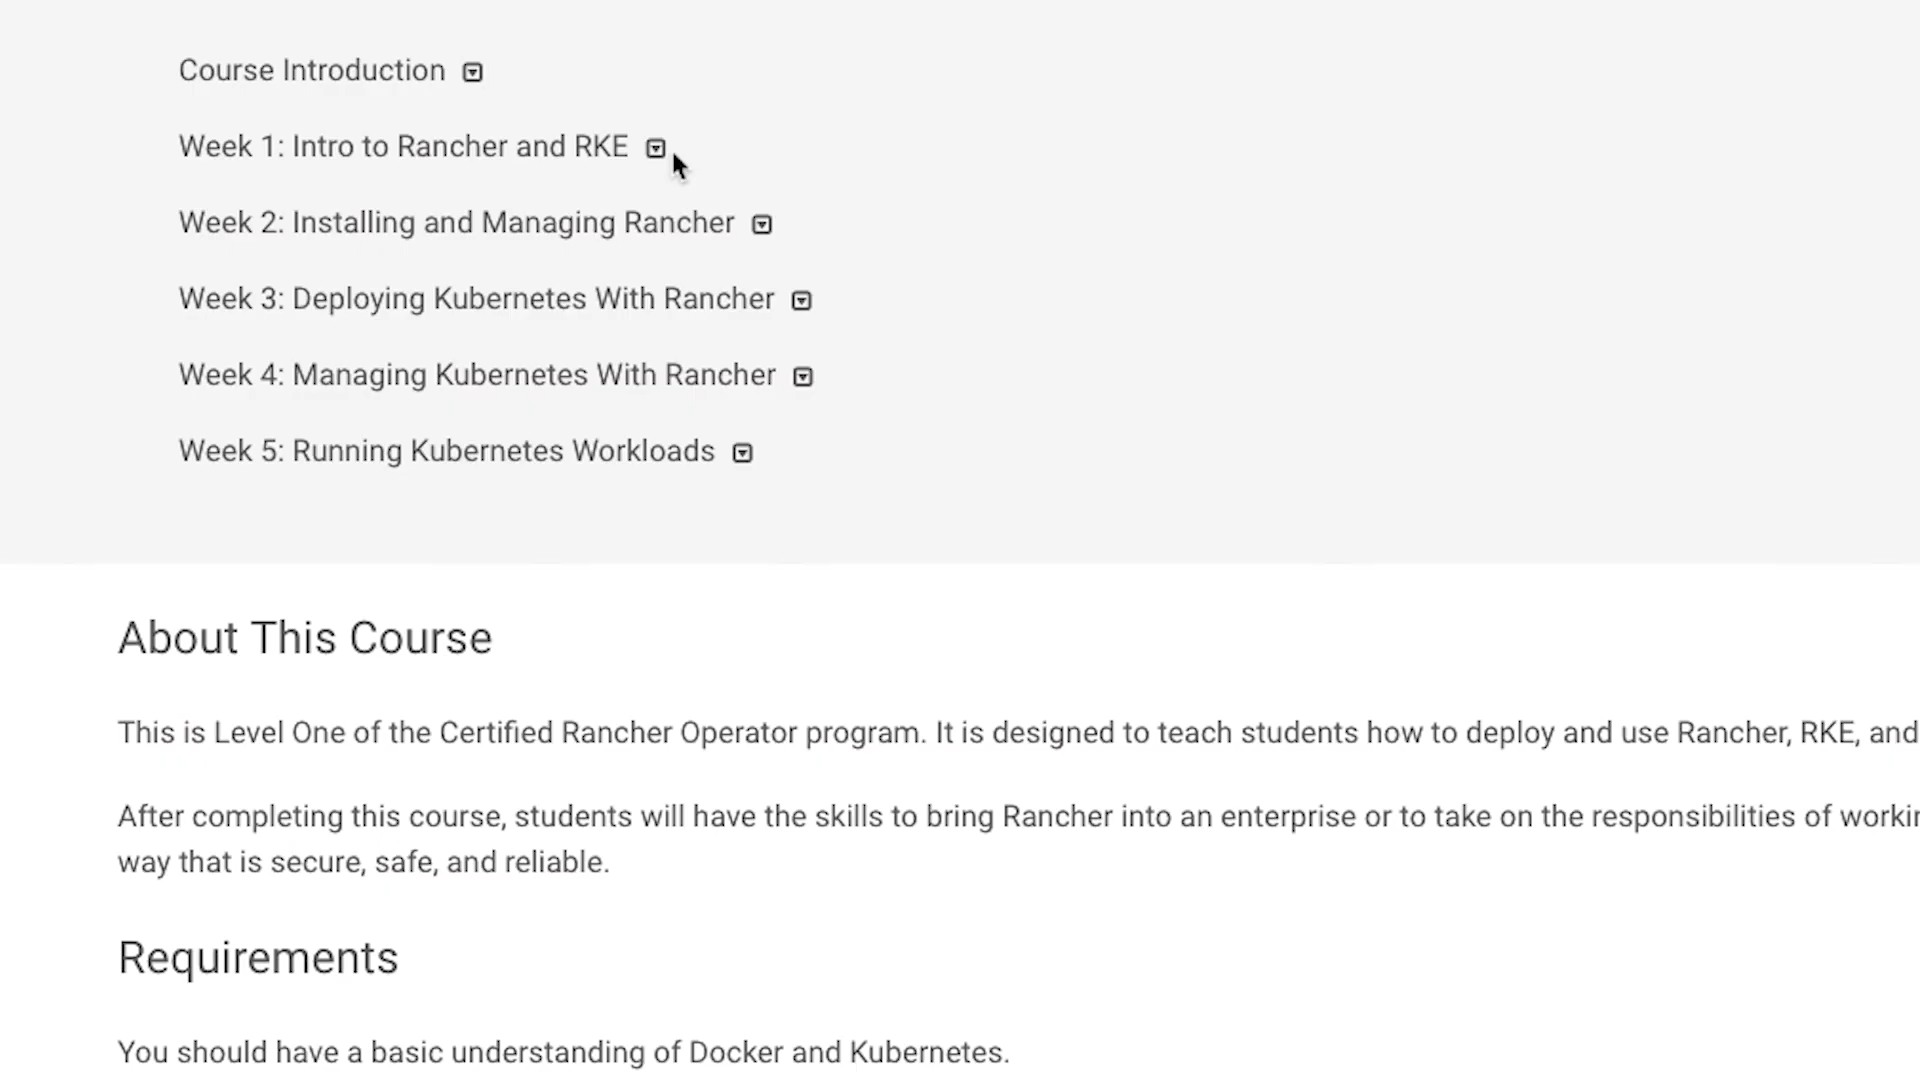 Course Introduction
Week 1: Intro to Rancher and RKE
Week 2: Installing and Managing Rancher
Week 3: Deploying Kubernetes With Rancher
Week 4: Managing Kubernetes With Rancher
Week 5: Running Kubernetes Workloads
About This Course
This is Level One of the Certified Rancher Operator program. It is designed to teach students how to deploy and use Rancher, RKE, and
After completing this course, students will have the skills to bring Rancher into an enterprise or to take on the responsibilities of
way that is secure, safe, and reliable.
Requirements
You should have a basic understanding of Docker and Kubernetes.